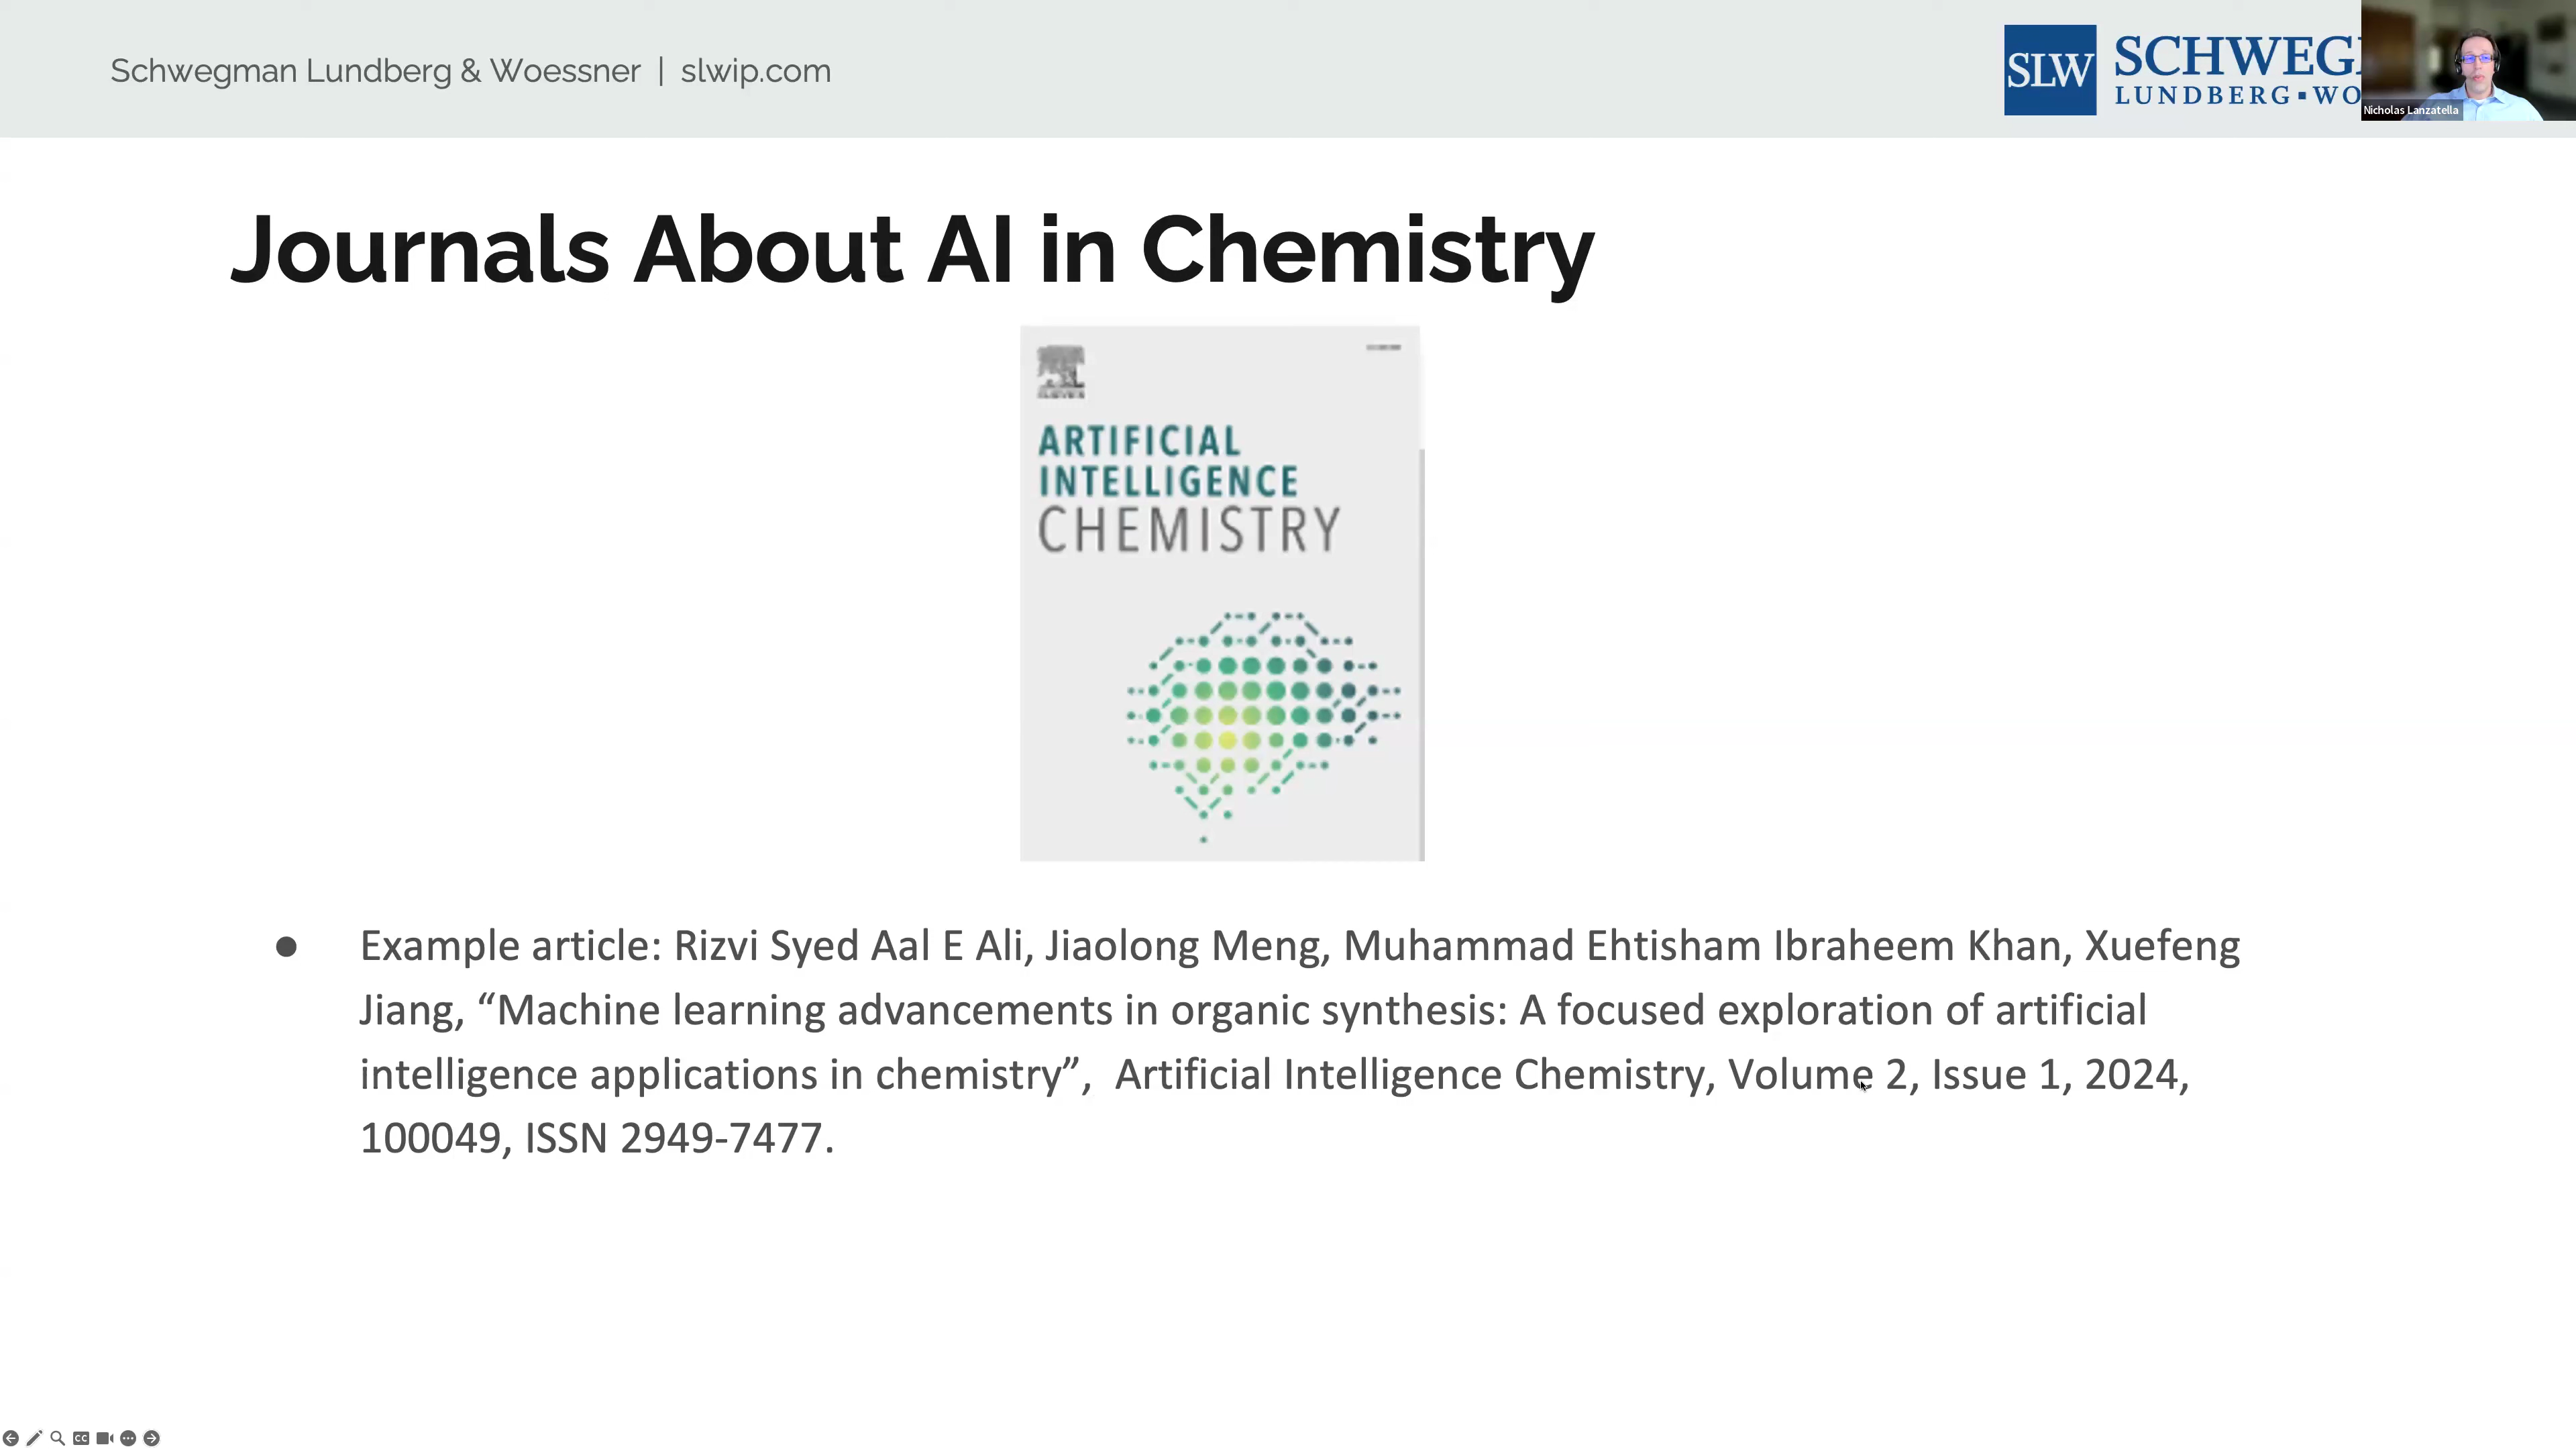 Schwegman Lundberg & Woessner | slwip.com
SLW
SCHWEG
LUNDBERG▪WO
Nicholas Lanzatella
Journals About AI in Chemistry
ARTIFICIAL
INTELLIGENCE
CHEMISTRY
● Example article: Rizvi Syed Aal E Ali, Jiaolong Meng, Muhammad Ehtisham Ibraheem Khan, Xuefeng
Jiang, “Machine learning advancements in organic synthesis: A focused exploration of artificial
intelligence applications in chemistry”,  Artificial Intelligence Chemistry, Volume 2, Issue 1, 2024,
100049, ISSN 2949-7477.
CC